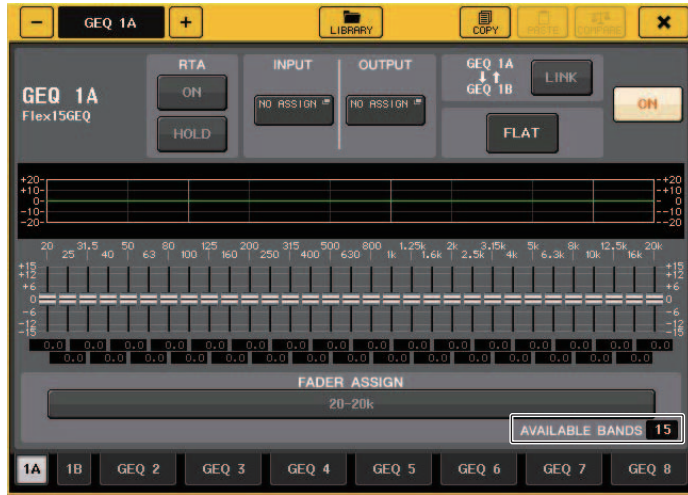 − GEQ 1A + LIBRARY COPY PASTE COMPARE ×
RTA INPUT OUTPUT GEQ 1A
GEQ 1A ON NO ASSIGN NO ASSIGN ↓↑ LINK ON
Flex15GEQ GEQ 1B
HOLD FLAT
+20 +20
+10 +10
0 0
-10 -10
-20 -20
20 31.5 50 80 125 200 315 500 800 1.25k 2k 3.15k 5k 8k 12.5k 20k
25 40 63 100 160 250 400 630 1k 1.6k 2.5k 4k 6.3k 10k 16k
+15 +15
+12 +12
+6 +6
0 0
-6 -6
-12 -12
-15 -15
0.0 0.0 0.0 0.0 0.0 0.0 0.0 0.0 0.0 0.0 0.0 0.0 0.0 0.0 0.0 0.0
0.0 0.0 0.0 0.0 0.0 0.0 0.0 0.0 0.0 0.0 0.0 0.0 0.0 0.0 0.0
FADER ASSIGN
20-20k
AVAILABLE BANDS 15
1A 1B GEQ 2 GEQ 3 GEQ 4 GEQ 5 GEQ 6 GEQ 7 GEQ 8